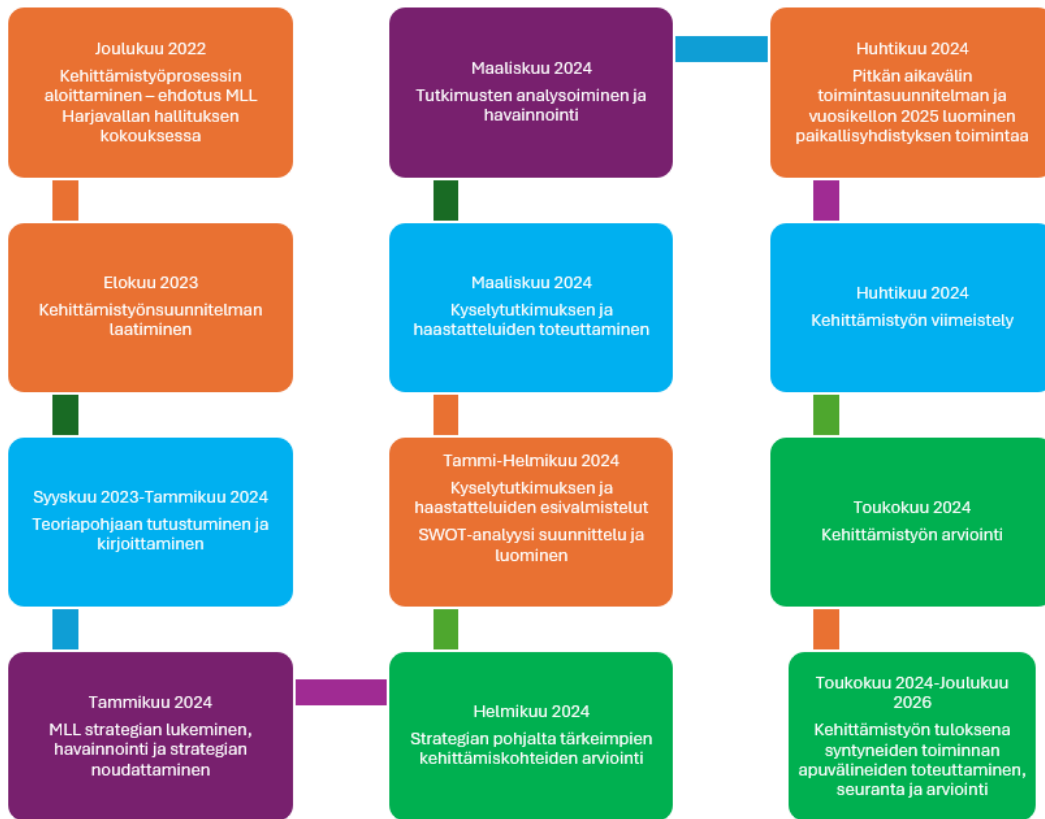 Joulukuu 2022
Kehittämistyöprosessin
aloittaminen – ehdotus MLL
Harjavallan hallituksen
kokouksessa
Elokuu 2023
Kehittämistyönsuunnitelman
laatiminen
Syyskuu 2023-Tammikuu 2024
Teoriapohjaan tutustuminen ja
kirjoittaminen
Tammikuu 2024
MLL strategian lukeminen,
havainnointi ja strategian
noudattaminen
Helmikuu 2024
Strategian pohjalta tärkeimpien
kehittämiskohteiden arviointi
Tammi-Helmikuu 2024
Kyselytutkimuksen ja
haastatteluiden esivalmistelut
SWOT-analyysi suunnittelu ja
luominen
Maaliskuu 2024
Kyselytutkimuksen ja
haastatteluiden toteuttaminen
Maaliskuu 2024
Tutkimusten analysoiminen ja
havainnointi
Huhtikuu 2024
Pitkän aikavälin
toimintasuunnitelman ja
vuosikellon 2025 luominen
paikallisyhdistyksen toimintaa
Huhtikuu 2024
Kehittämistyön viimeistely
Toukokuu 2024
Kehittämistyön arviointi
Toukokuu 2024-Joulukuu
2026
Kehittämistyön tuloksena
syntyneiden toiminnan
apuvälineiden toteuttaminen,
seuranta ja arviointi